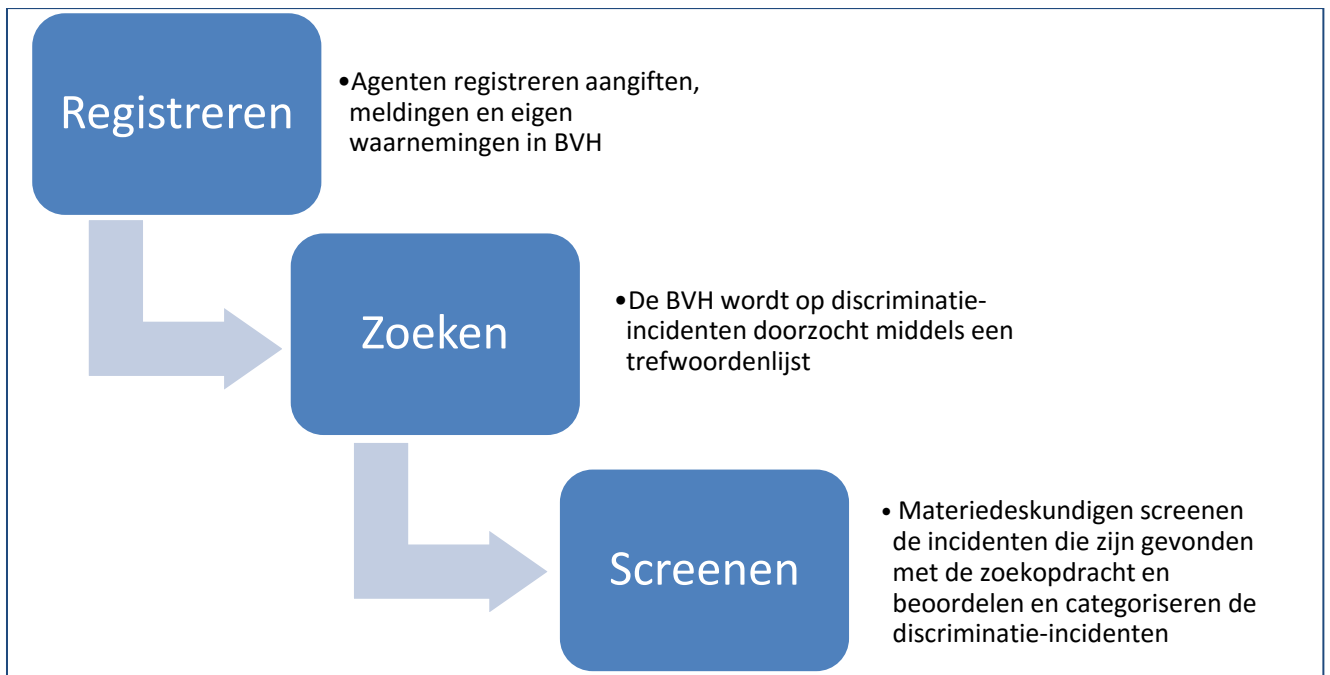 Registreren
•Agenten registreren aangiften,
meldingen en eigen
waarnemingen in BVH
Zoeken
•De BVH wordt op discriminatie-
incidenten doorzocht middels een
trefwoordenlijst
Screenen
• Materiedeskundigen screenen
de incidenten die zijn gevonden
met de zoekopdracht en
beoordelen en categoriseren de
discriminatie-incidenten